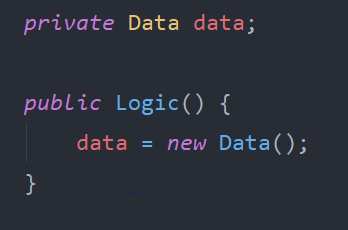 private Data data;
public Logic() {
data = new Data();
}